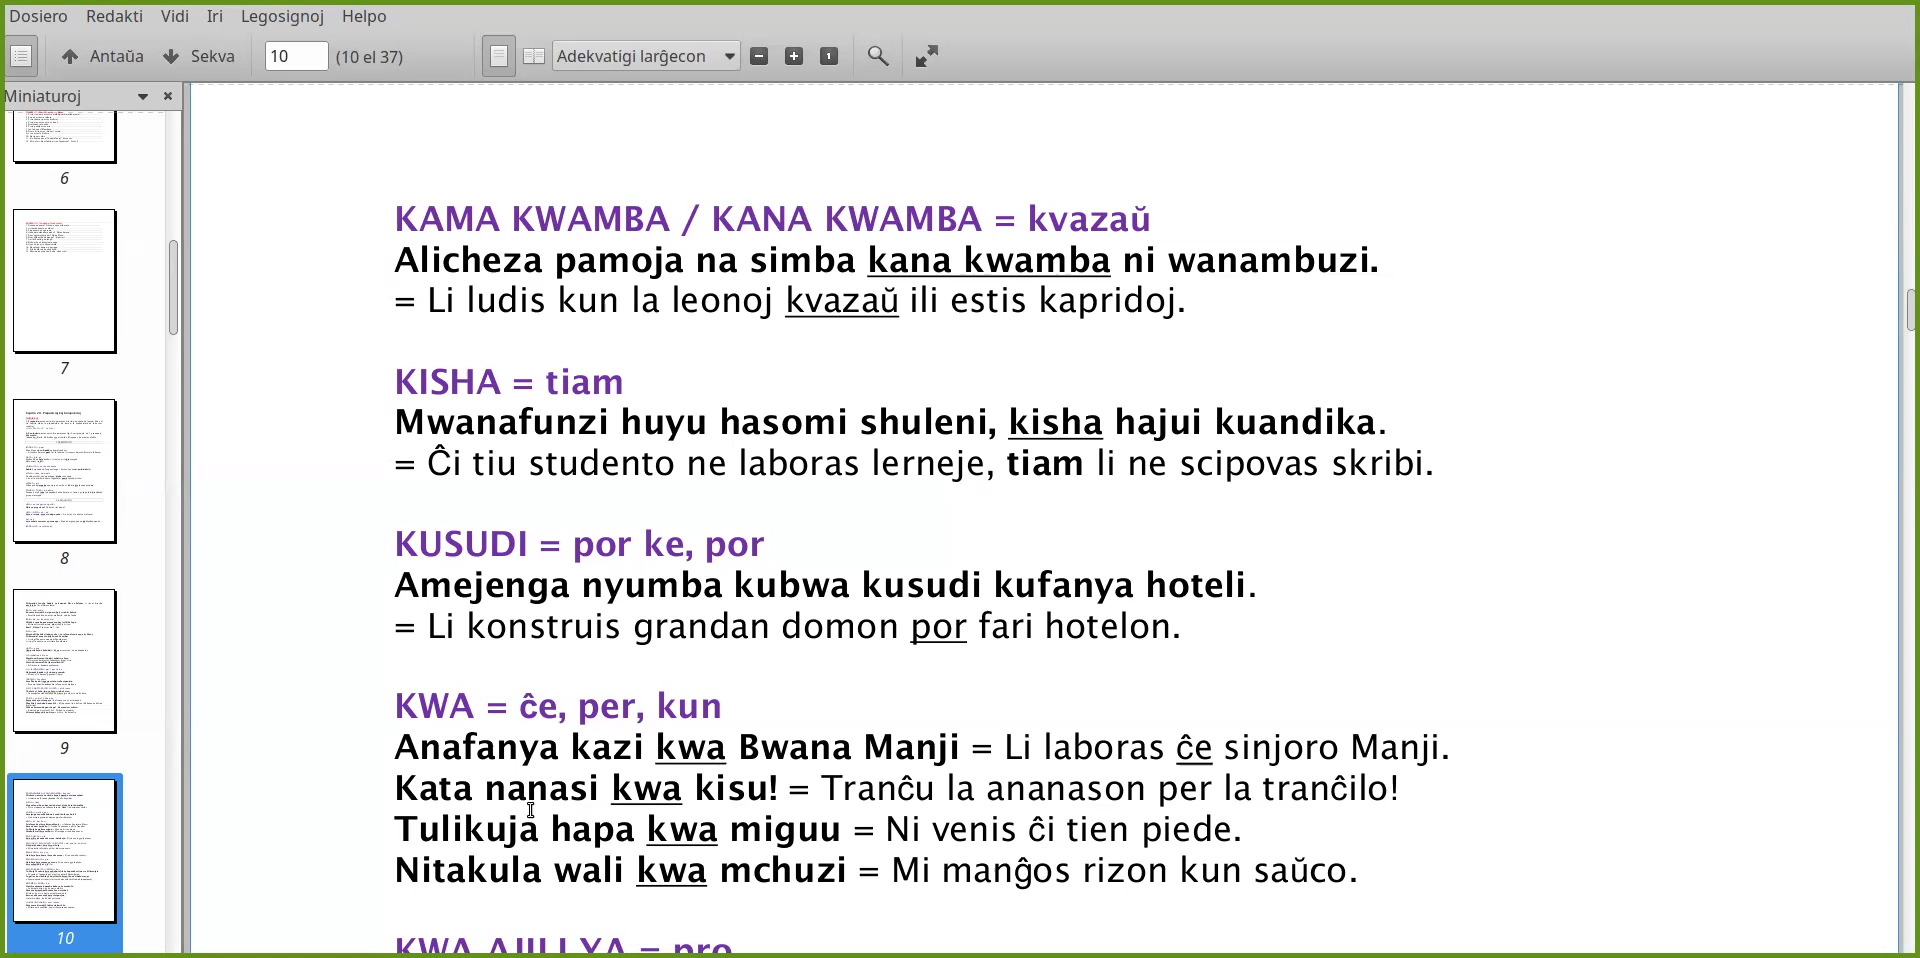 Dosiero Redakti Vidi Iri Legosignoj Helpo
Antaŭa Sekva 10 (10 el 37) Adekvatigi larĝecon
Miniaturoj
6
7
8
9
10
KAMA KWAMBA / KANA KWAMBA = kvazaŭ
Alicheza pamoja na simba kana kwamba ni wanambuzi.
= Li ludis kun la leonoj kvazaŭ ili estis kapridoj.
KISHA = tiam
Mwanafunzi huyu hasomi shuleni, kisha hajui kuandika.
= Ĉi tiu studento ne laboras lerneje, tiam li ne scipovas skribi.
KUSUDI = por ke, por
Amejenga nyumba kubwa kusudi kufanya hoteli.
= Li konstruis grandan domon por fari hotelon.
KWA = ĉe, per, kun
Anafanya kazi kwa Bwana Manji = Li laboras ĉe sinjoro Manji.
Kata nanasi kwa kisu! = Tranĉu la ananason per la tranĉilo!
Tulikuja hapa kwa miguu = Ni venis ĉi tien piede.
Nitakula wali kwa mchuzi = Mi manĝos rizon kun saŭco.
KWA AJILI YA = pro